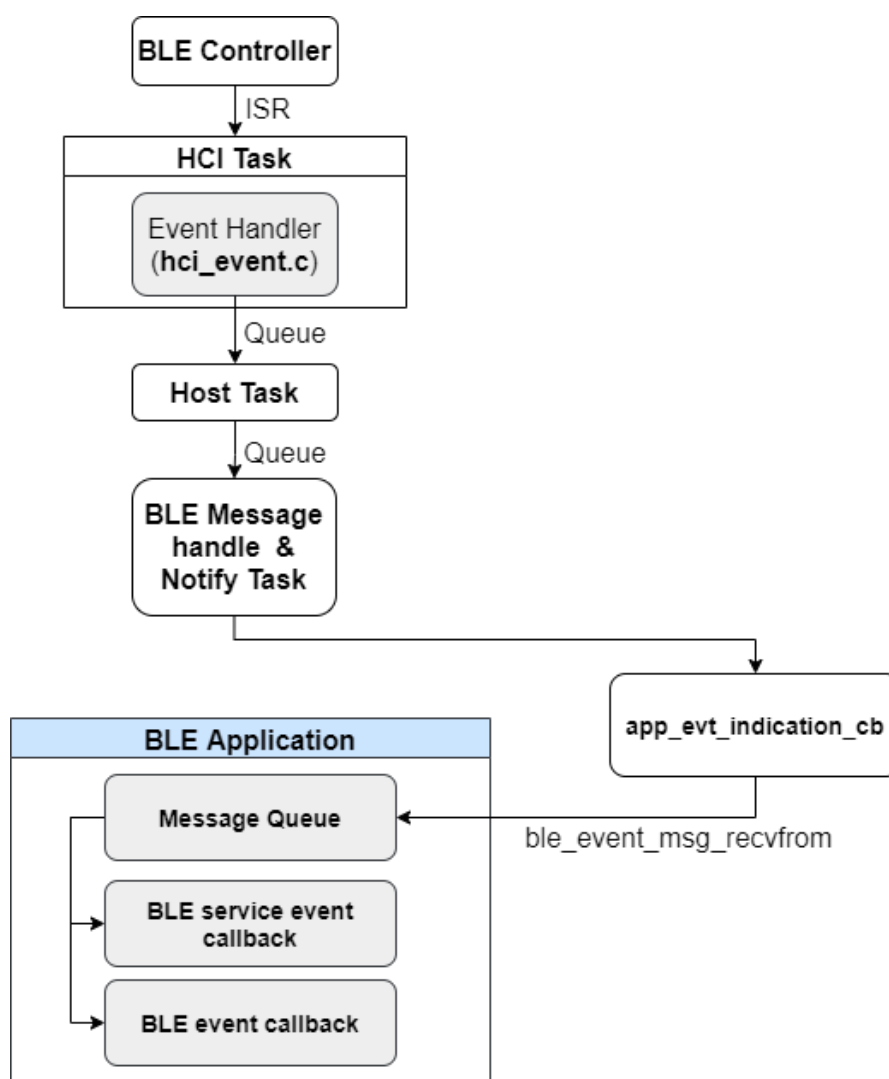 BLE Controller
ISR
HCI Task
Event Handler
(hci_event.c)
Queue
Host Task
Queue
BLE Message
handle &
Notify Task
app_evt_indication_cb
BLE Application
Message Queue
ble_event_msg_recvfrom
BLE service event
callback
BLE event callback